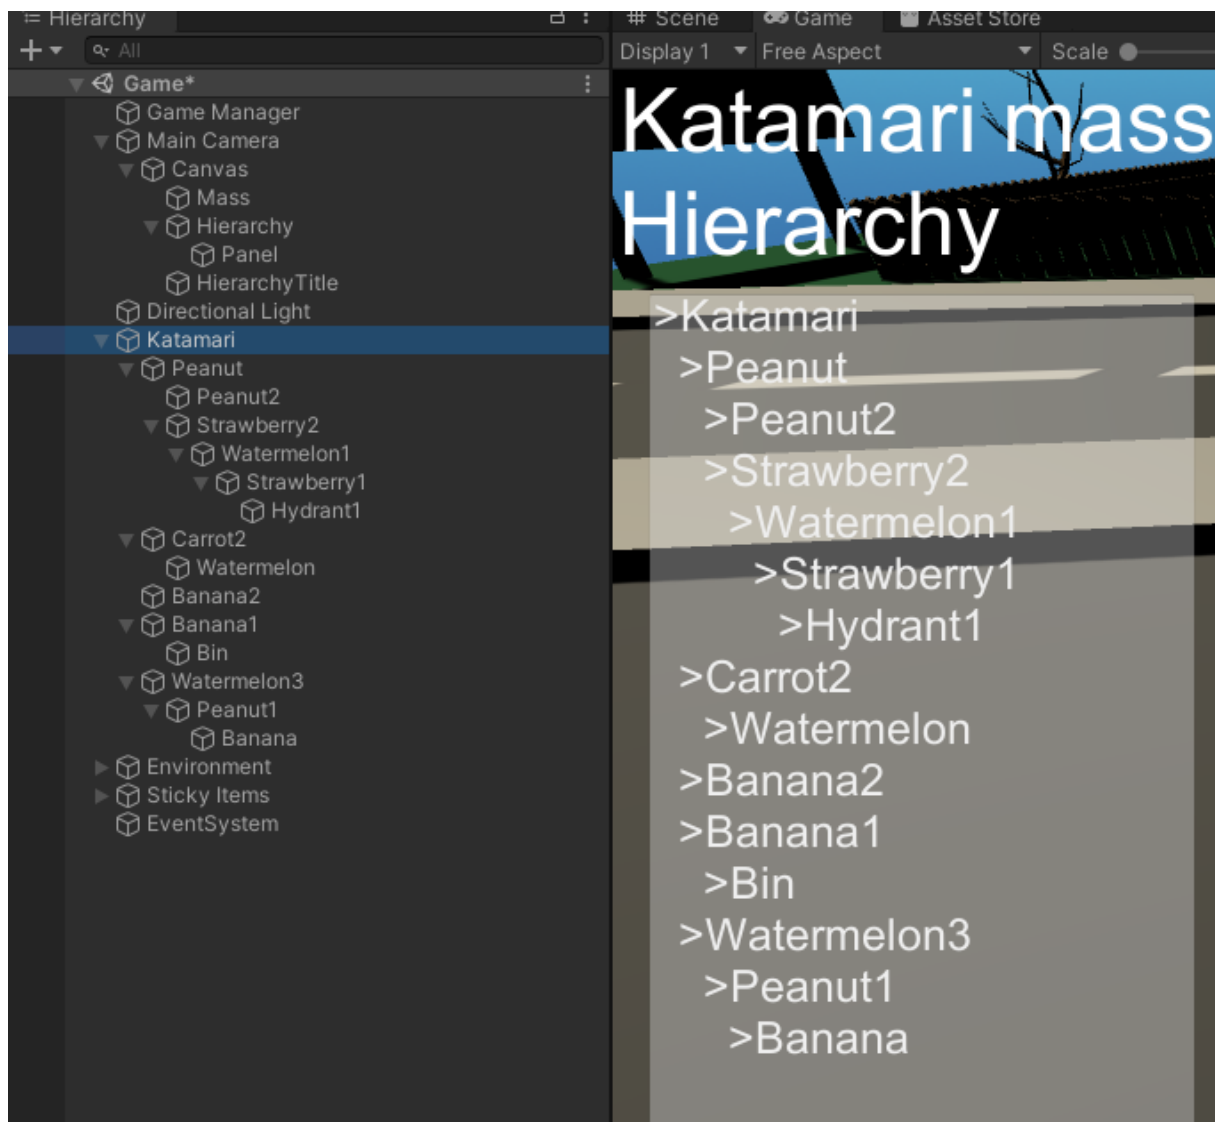 Hierarchy
All
Game*
Game Manager
Main Camera
Canvas
Mass
Hierarchy
Panel
HierarchyTitle
Directional Light
Katamari
Peanut
Peanut2
Strawberry2
Watermelon1
Strawberry1
Hydrant1
Carrot2
Watermelon
Banana2
Banana1
Bin
Watermelon3
Peanut1
Banana
Environment
Sticky Items
EventSystem
# Scene Game Asset Store
Display 1 Free Aspect Scale
Katamari mass
Hierarchy
>Katamari
>Peanut
>Peanut2
>Strawberry2
>Watermelon1
>Strawberry1
>Hydrant1
>Carrot2
>Watermelon
>Banana2
>Banana1
>Bin
>Watermelon3
>Peanut1
>Banana